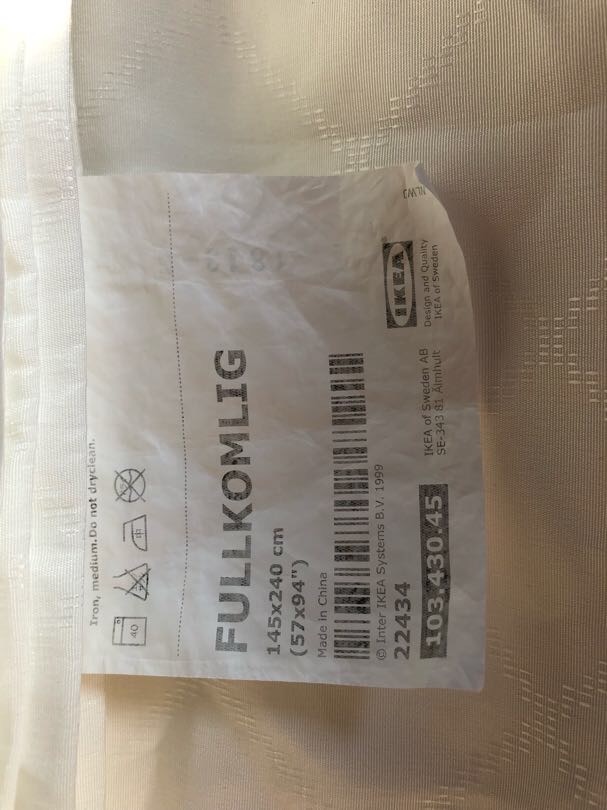 Iron, medium.Do not dryclean.
40
FULLKOMLIG
145x240 cm
(57x94")
Made in China
© Inter IKEA Systems B.V. 1999
22434
103.430.45
IKEA of Sweden AB
SE-343 81 Älmhult
IKEA
Design and Quality
IKEA of Sweden